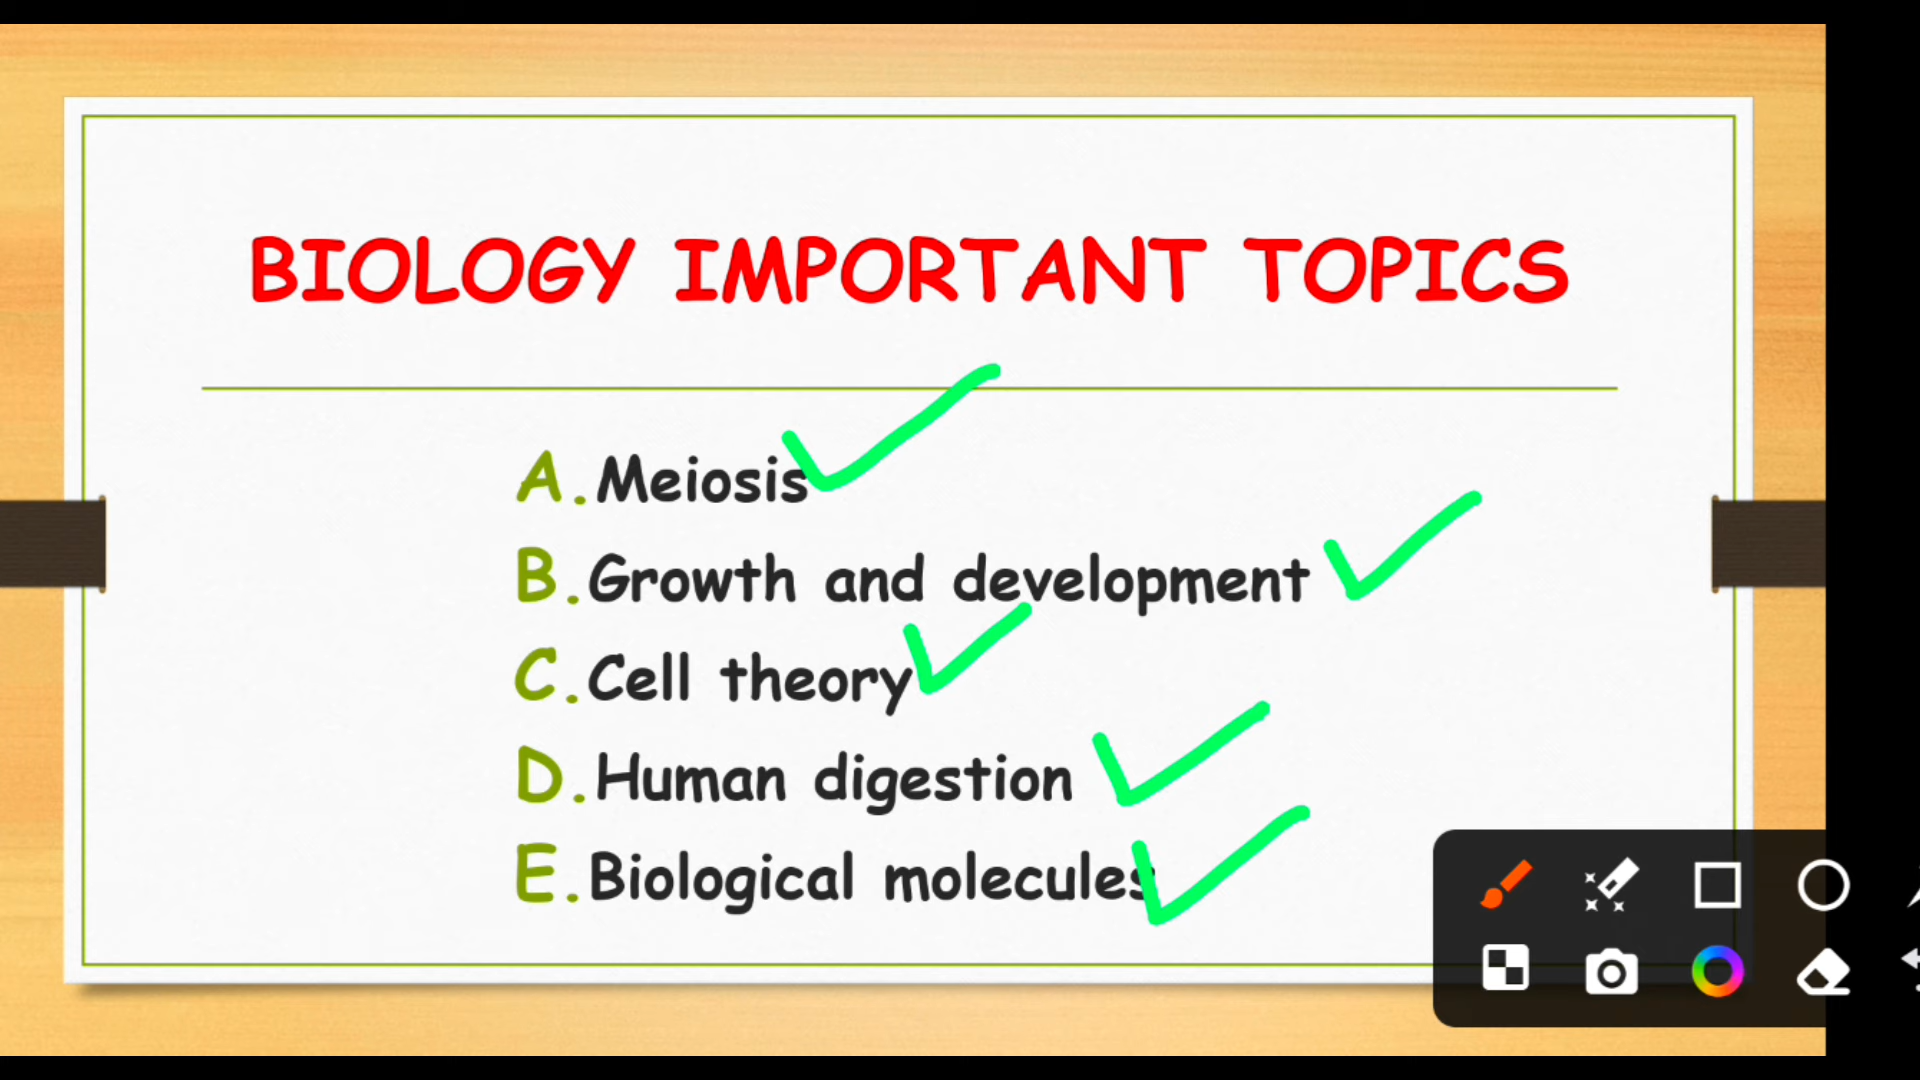 BIOLOGY IMPORTANT TOPICS
A. Meiosis
B. Growth and development
C. Cell theory
D. Human digestion
E. Biological molecules